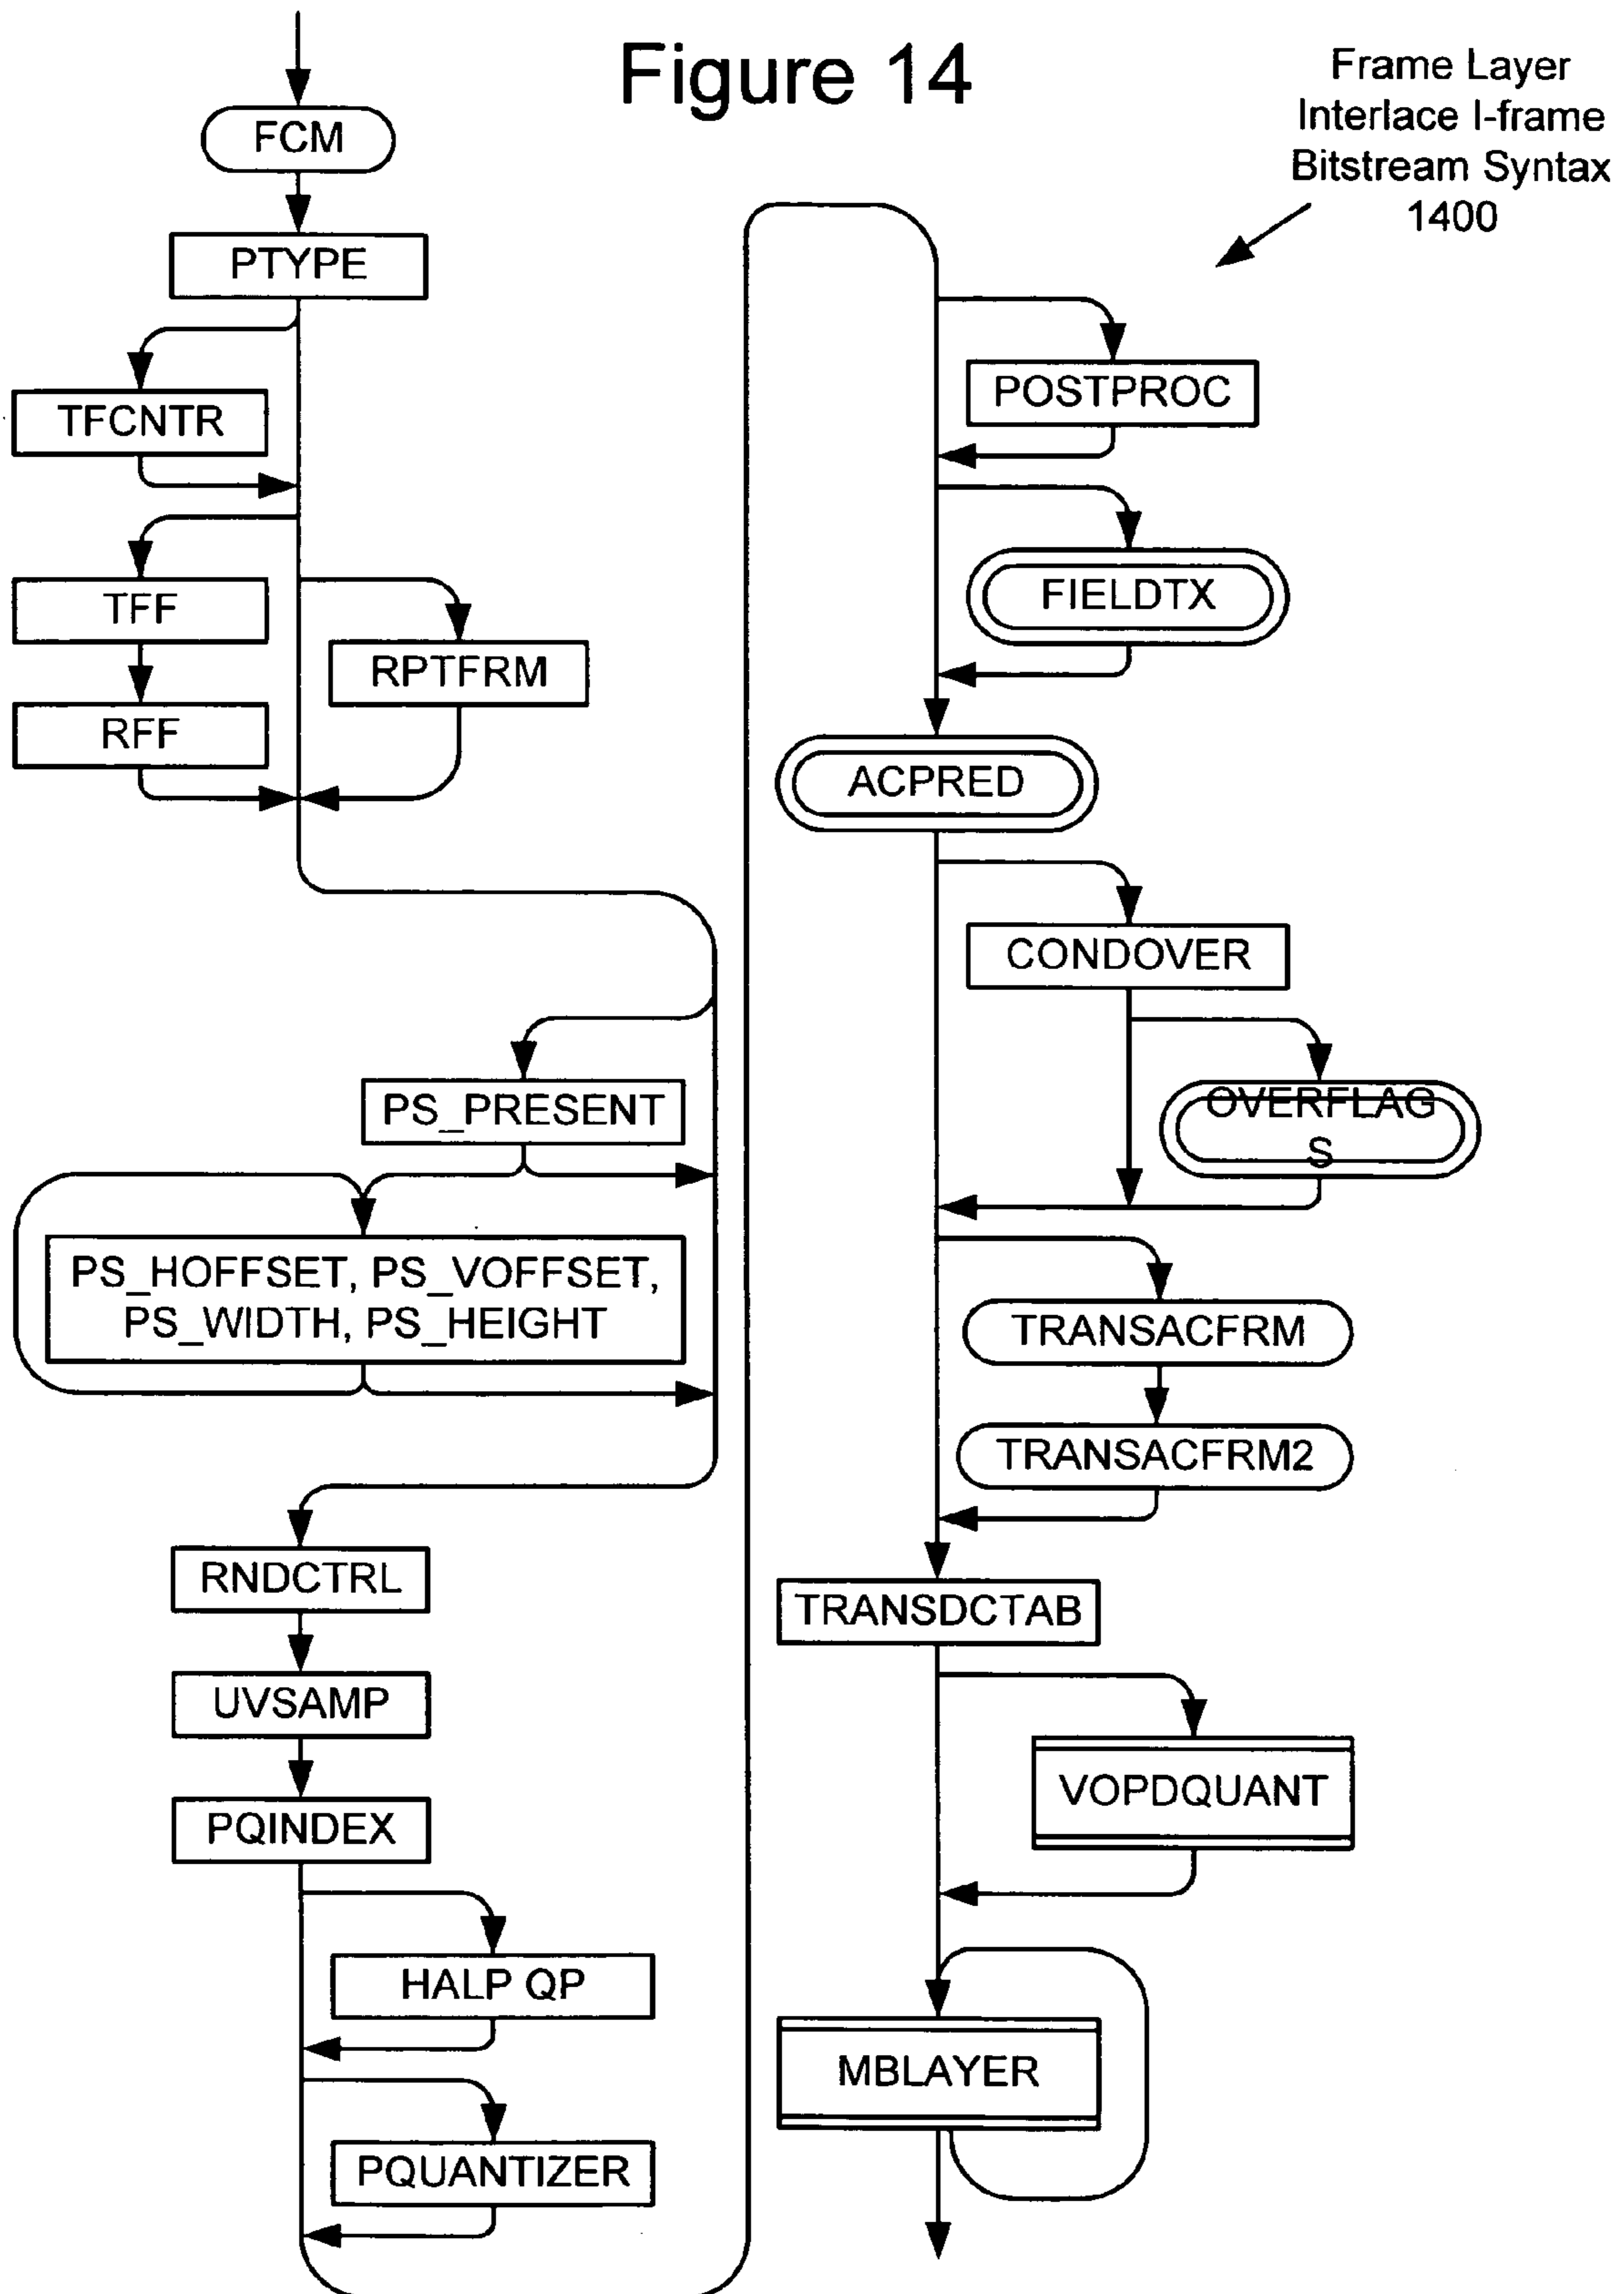 Figure 14
Frame Layer
Interlace I-frame
Bitstream Syntax
1400
FCM
PTYPE
TFCNTR
TFF
RFF
RPTFRM
PS_PRESENT
PS_HOFFSET, PS_VOFFSET,
PS_WIDTH, PS_HEIGHT
RNDCTRL
UVSAMP
PQINDEX
HALP QP
PQUANTIZER
POSTPROC
FIELDTX
ACPRED
CONDOVER
OVERFLAG
S
TRANSACFRM
TRANSACFRM2
TRANSDCTAB
VOPDQUANT
MBLAYER